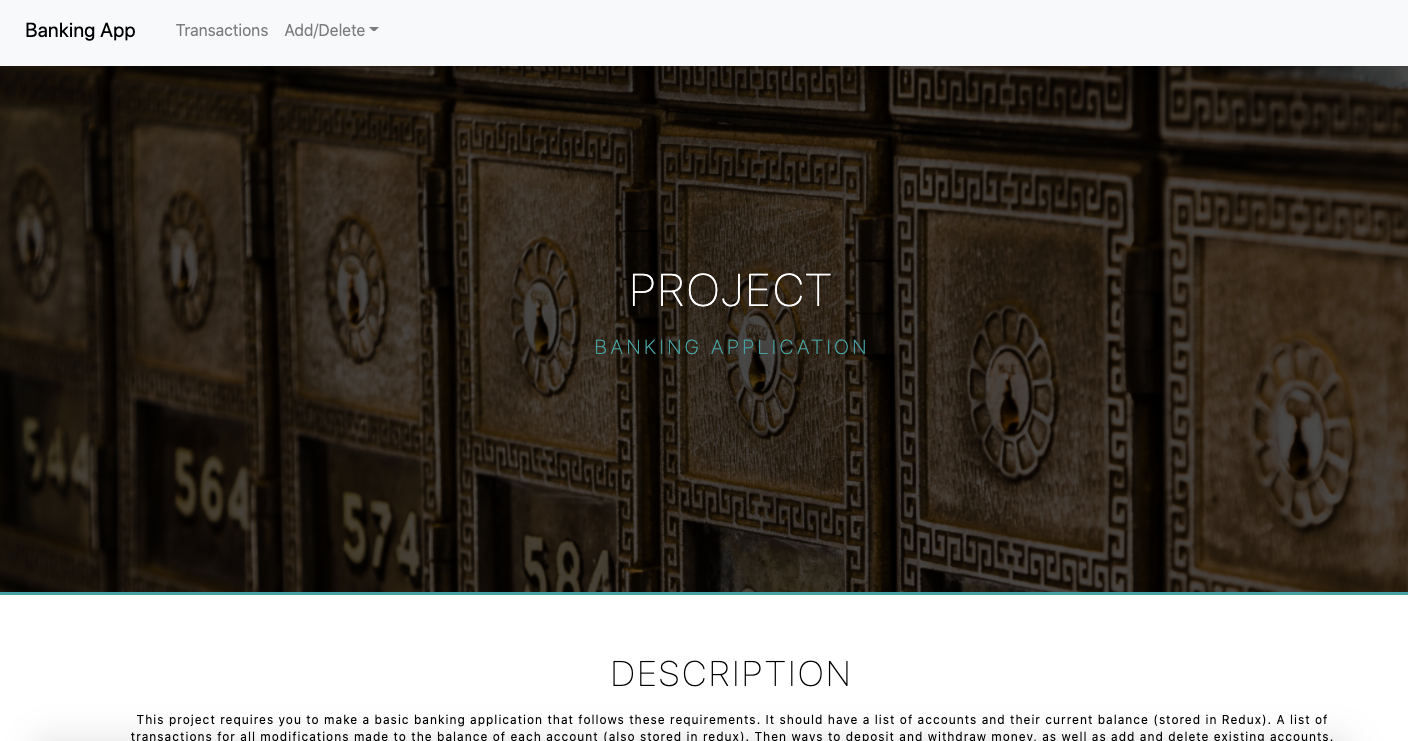 Banking App Transactions Add/Delete
PROJECT
BANKING APPLICATION
544
564
574
584
DESCRIPTION
This project requires you to make a basic banking application that follows these requirements. It should have a list of accounts and their current balance (stored in Redux). A list of
transactions for all modifications made to the balance of each account (also stored in redux). Then ways to deposit and withdraw money, as well as add and delete existing accounts.